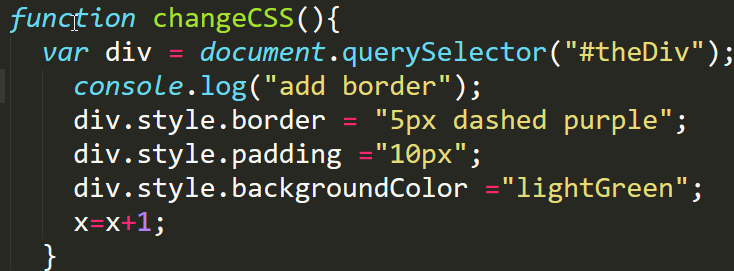 function changeCSS(){
var div = document.querySelector("#theDiv");
console.log("add border");
div.style.border = "5px dashed purple";
div.style.padding ="10px";
div.style.backgroundColor ="lightGreen";
x=x+1;
}